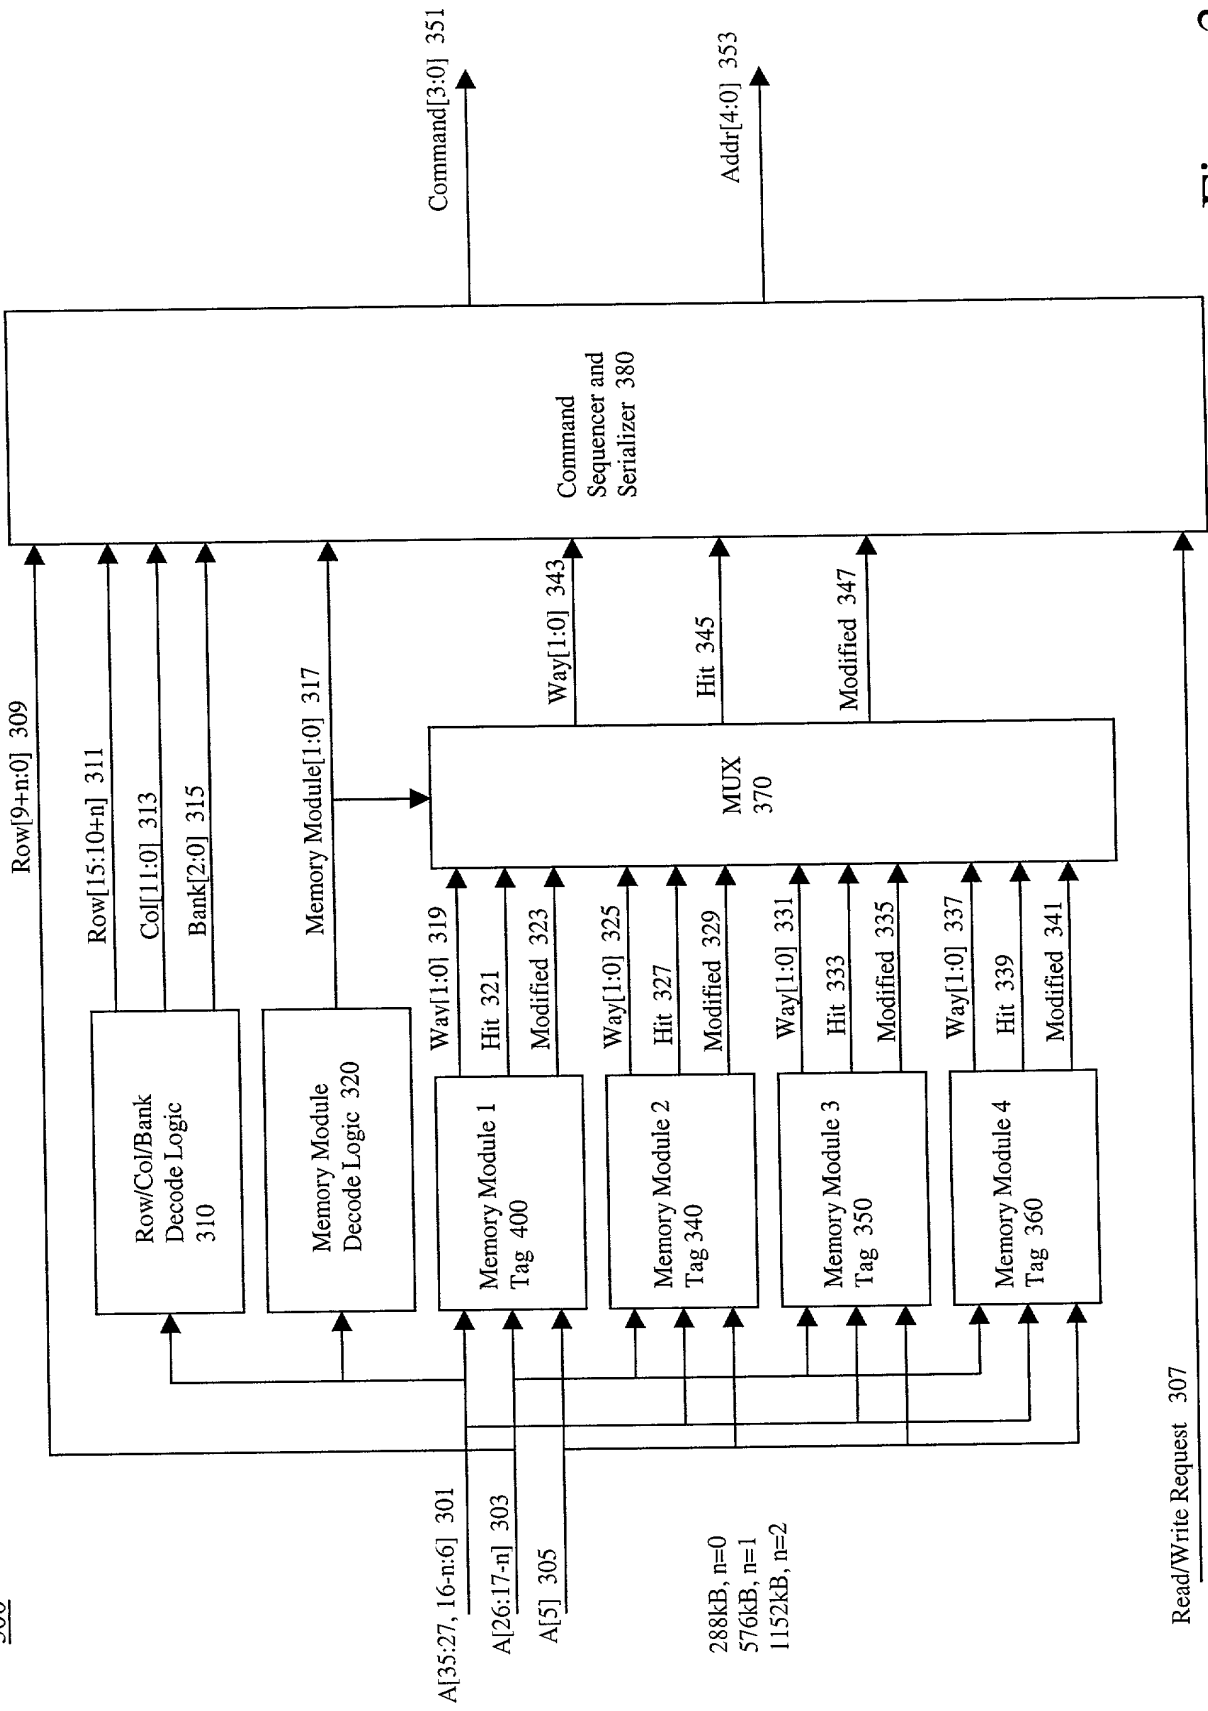 Row[9+n:0] 309
Row[15:10+n] 311
Col[11:0] 313
Bank[2:0] 315
Memory Module[1:0] 317
Row/Col/Bank
Decode Logic
310
Memory Module
Decode Logic 320
Way[1:0] 319
Hit 321
Modified 323
Memory Module 1
Tag 400
Way[1:0] 325
Hit 327
Modified 329
Memory Module 2
Tag 340
Way[1:0] 331
Hit 333
Modified 335
Memory Module 3
Tag 350
Way[1:0] 337
Hit 339
Modified 341
Memory Module 4
Tag 360
MUX
370
Way[1:0] 343
Hit 345
Modified 347
Command
Sequencer and
Serializer 380
Command[3:0] 351
Addr[4:0] 353
A[35:27, 16-n:6] 301
A[26:17-n] 303
A[5] 305
288kB, n=0
576kB, n=1
1152kB, n=2
Read/Write Request 307